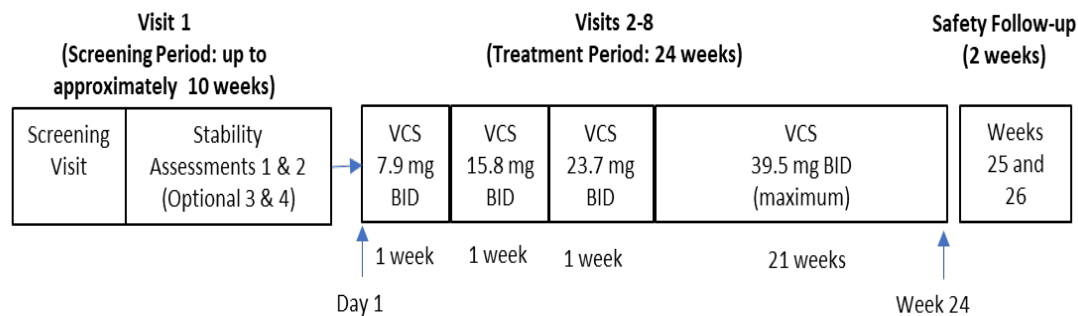 Visit 1
(Screening Period: up to
approximately 10 weeks)
Visits 2-8
(Treatment Period: 24 weeks)
Safety Follow-up
(2 weeks)
Screening
Visit
Stability
Assessments 1 & 2
(Optional 3 & 4)
VCS
7.9 mg
BID
VCS
15.8 mg
BID
VCS
23.7 mg
BID
VCS
39.5 mg BID
(maximum)
Weeks
25 and
26
1 week
1 week
1 week
21 weeks
Day 1
Week 24